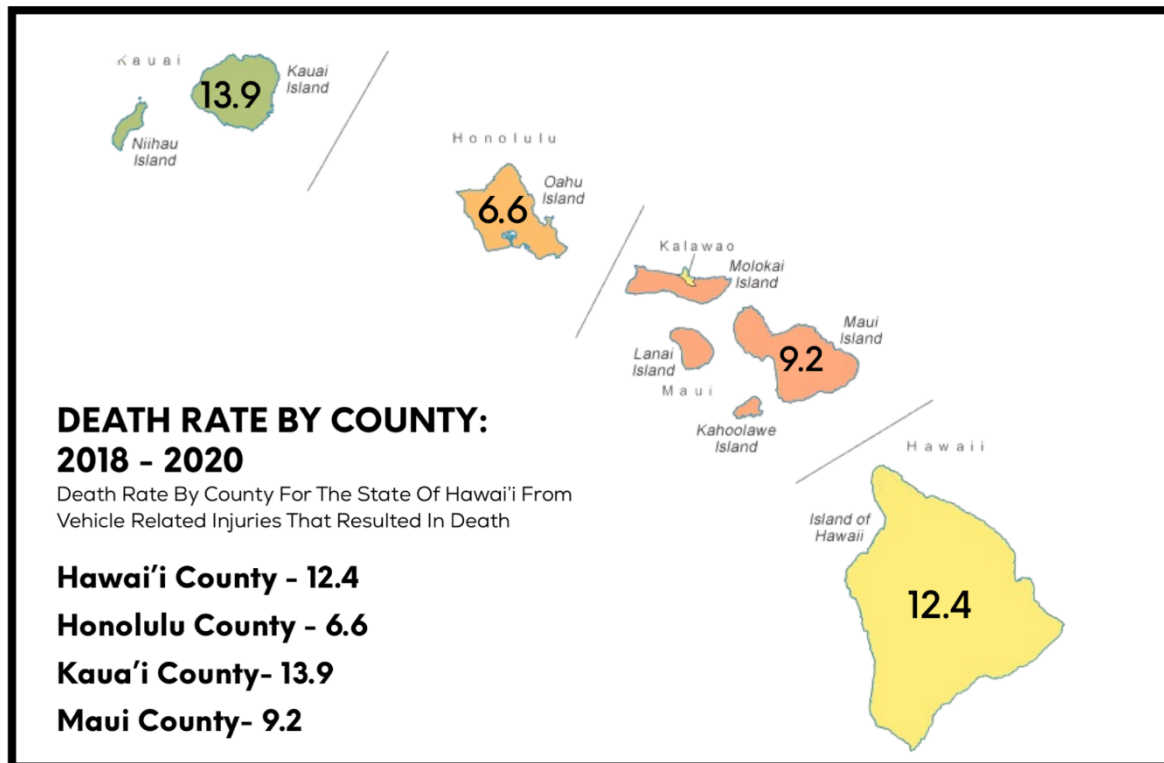 Kauai
13.9
Kauai
Island
Niihau
Island
Honolulu
Oahu
Island
6.6
Kalawao
Molokai
Island
Maui
Island
9.2
Lanai
Island
Maui
Kahoolawe
Island
Hawaii
Island of
Hawaii
12.4
DEATH RATE BY COUNTY:
2018 - 2020
Death Rate By County For The State Of Hawai'i From
Vehicle Related Injuries That Resulted In Death
Hawai'i County - 12.4
Honolulu County - 6.6
Kaua'i County- 13.9
Maui County- 9.2